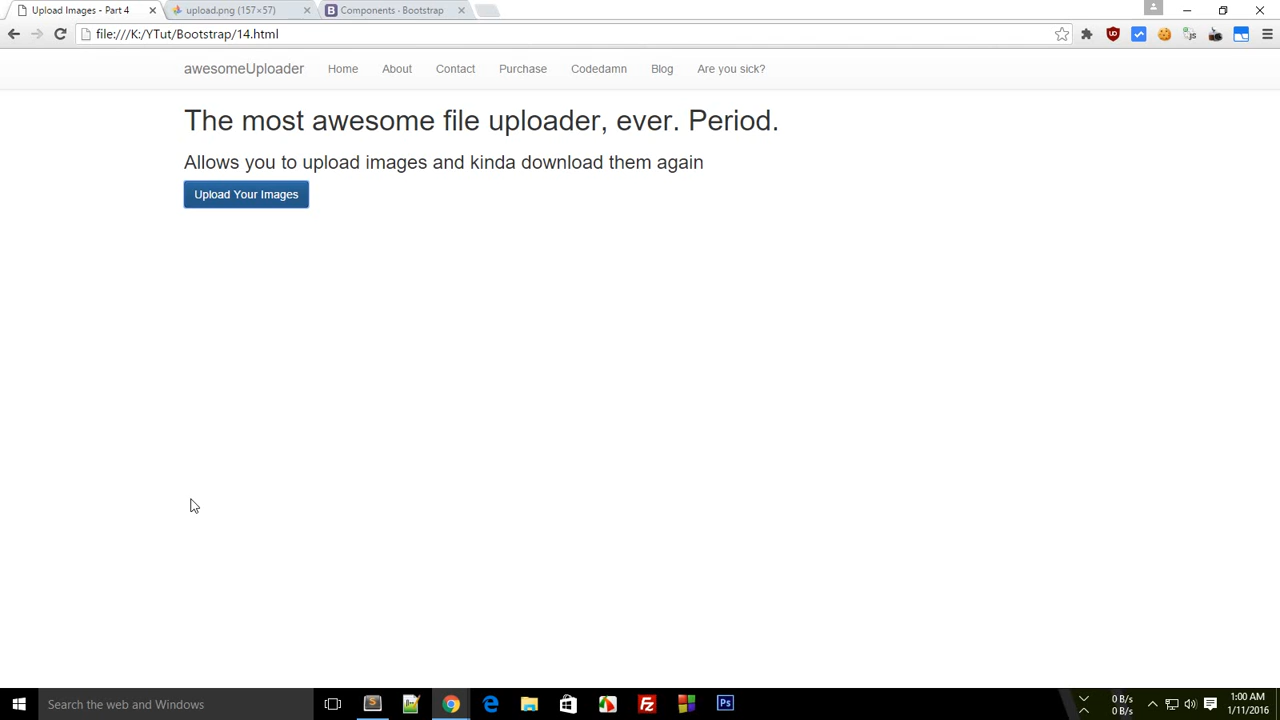 Upload Images - Part 4
upload.png (157×57)
Components · Bootstrap
file:///K:/YTut/Bootstrap/14.html
awesomeUploader Home About Contact Purchase Codedamn Blog Are you sick?
The most awesome file uploader, ever. Period.
Allows you to upload images and kinda download them again
Upload Your Images
Search the web and Windows
0 B/s
0 B/s
1:00 AM
1/11/2016